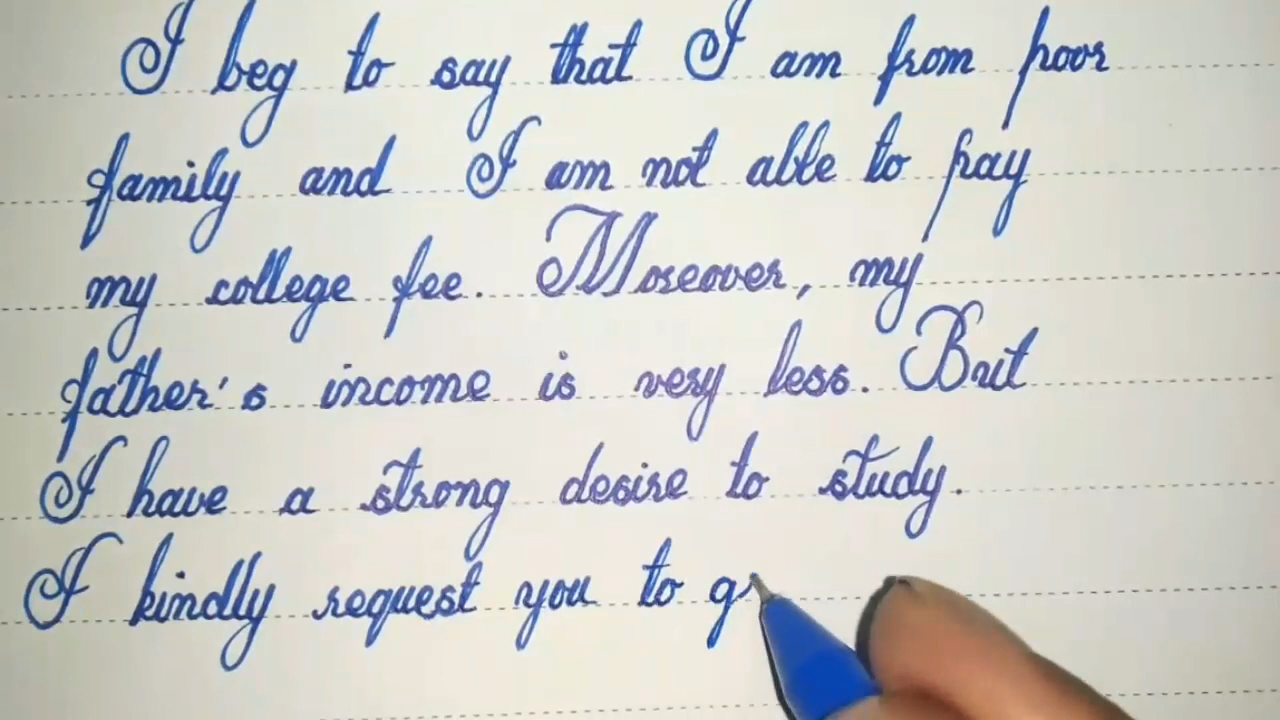 I beg to say that I am from poor
family and I am not able to pay
my college fee. Moreover, my
father's income is very less. But
I have a strong desire to study.
I kindly request you to g